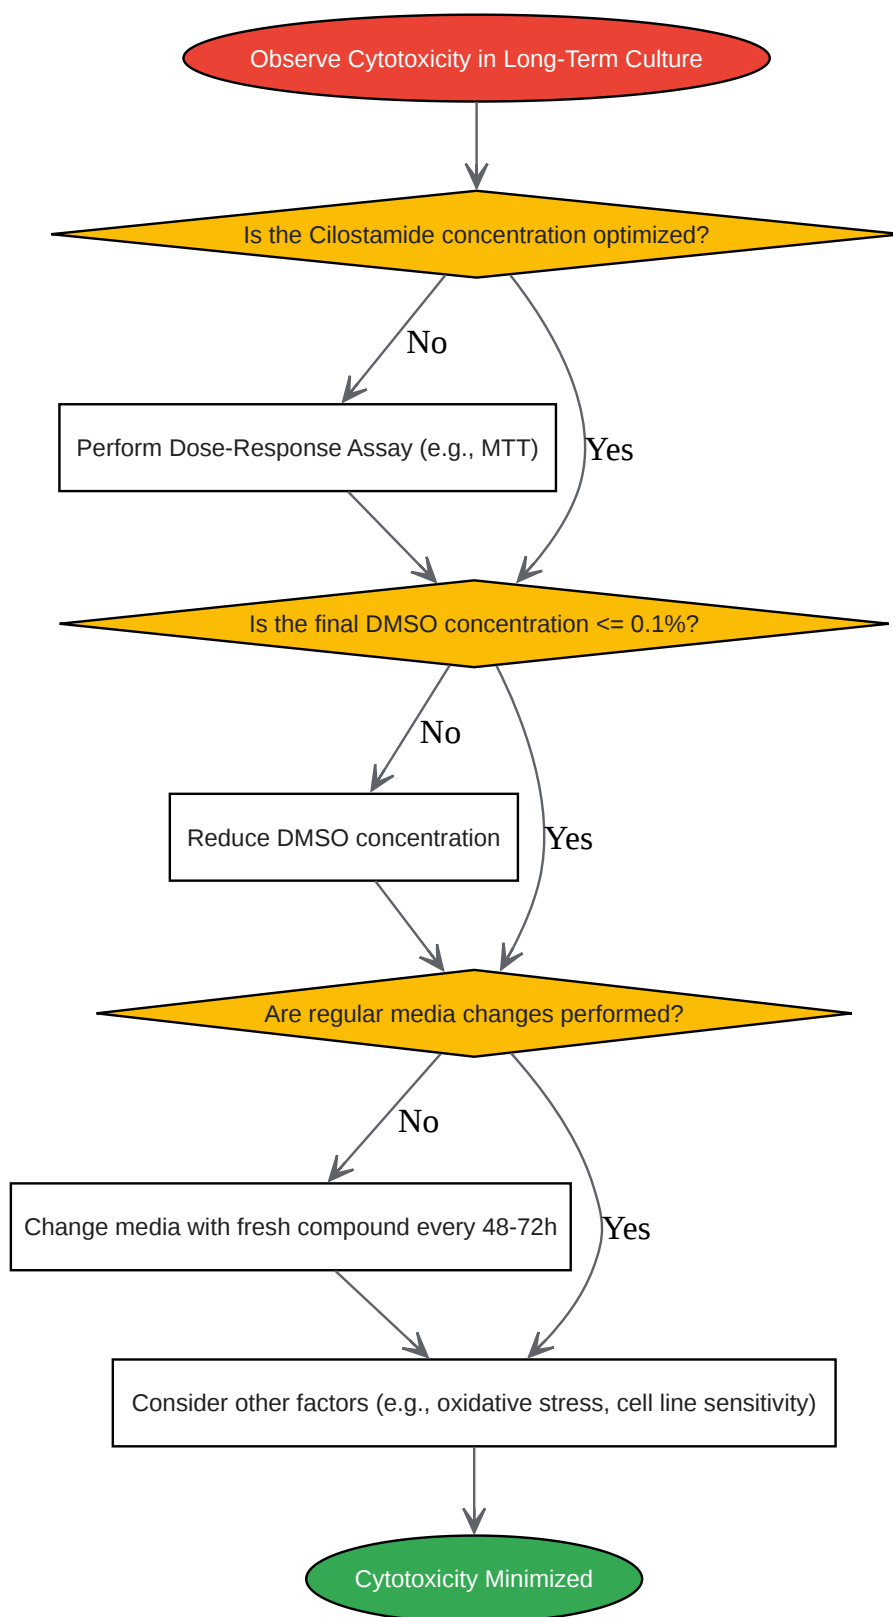 Observe Cytotoxicity in Long-Term Culture
Is the Cilostamide concentration optimized?
No
Perform Dose-Response Assay (e.g., MTT)
Yes
Is the final DMSO concentration <= 0.1%?
No
Reduce DMSO concentration
Yes
Are regular media changes performed?
No
Change media with fresh compound every 48-72h
Yes
Consider other factors (e.g., oxidative stress, cell line sensitivity)
Cytotoxicity Minimized